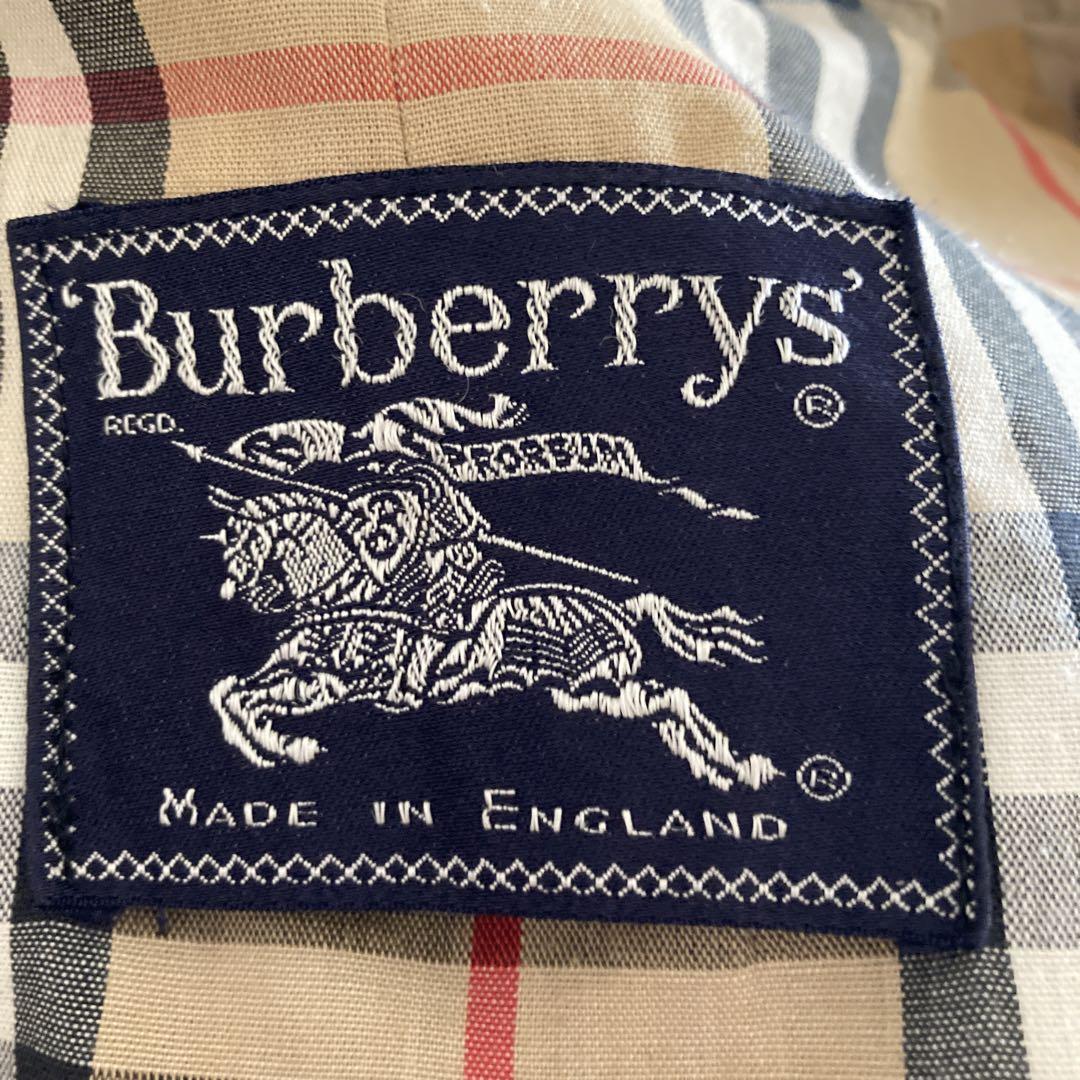 'Burberrys'
REGD. ®
PRORSUM
®
MADE IN ENGLAND